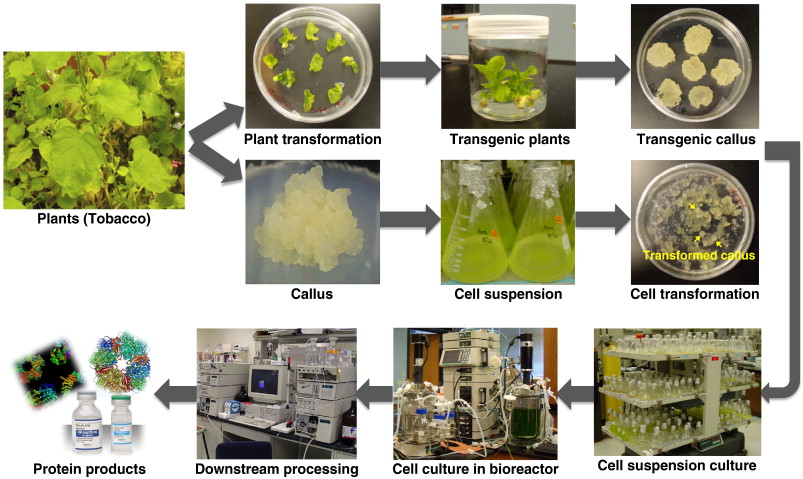 Plant transformation
Transgenic plants
Transgenic callus
Plants (Tobacco)
Transformed callus
Callus
Cell suspension
Cell transformation
Protein products
Downstream processing
Cell culture in bioreactor
Cell suspension culture